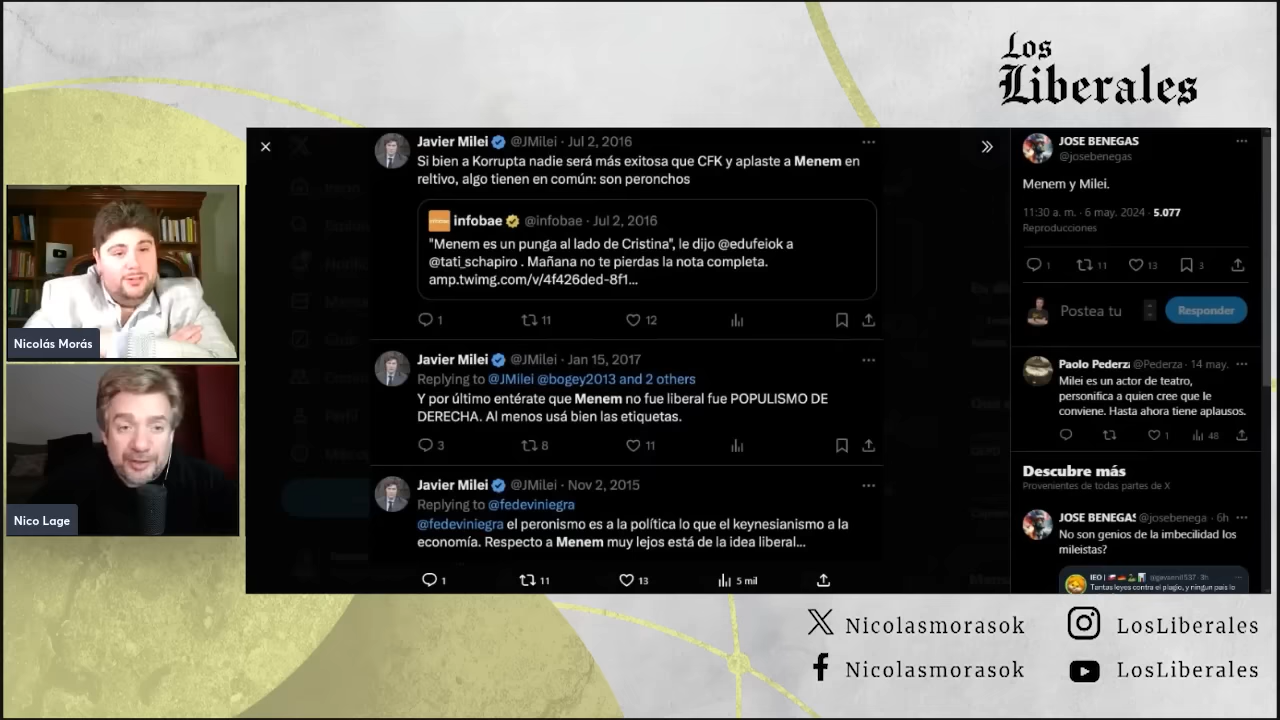 Los
Liberales
Javier Milei @JMilei · Jul 2, 2016
Si bien a Korrupta nadie será más exitosa que CFK y aplaste a Menem en
reltivo, algo tienen en común: son peronchos
infobae @infobae · Jul 2, 2016
"Menem es un punga al lado de Cristina", le dijo @edufeiok a
@tati_schapiro . Mañana no te pierdas la nota completa.
amp.twimg.com/v/4f426ded-8f1...
1 11 12
Javier Milei @JMilei · Jan 15, 2017
Replying to @JMilei @bogey2013 and 2 others
Y por último entérate que Menem no fue liberal fue POPULISMO DE
DERECHA. Al menos usá bien las etiquetas.
3 8 11
Javier Milei @JMilei · Nov 2, 2015
Replying to @fedeviniegra
@fedeviniegra el peronismo es a la política lo que el keynesianismo a la
economía. Respecto a Menem muy lejos está de la idea liberal...
1 11 13 5 mil
JOSE BENEGAS
@josebenegas
Menem y Milei.
11:30 a. m. · 6 may. 2024 · 5.077
Reproducciones
1 11 13 3
Postea tu
Responder
Paolo Pederza @Pederza · 14 may.
Milei es un actor de teatro,
personifica a quien cree que le
conviene. Hasta ahora tiene aplausos.
1 48
Descubre más
Provenientes de todas partes de X
JOSE BENEGAS @josebenega · 6h
No son genios de la imbecilidad los
mileistas?
Tantas leyes contra el plagio, y ningun país lo
Nicolás Morás
Nico Lage
Nicolasmorasok
LosLiberales
Nicolasmorasok
LosLiberales